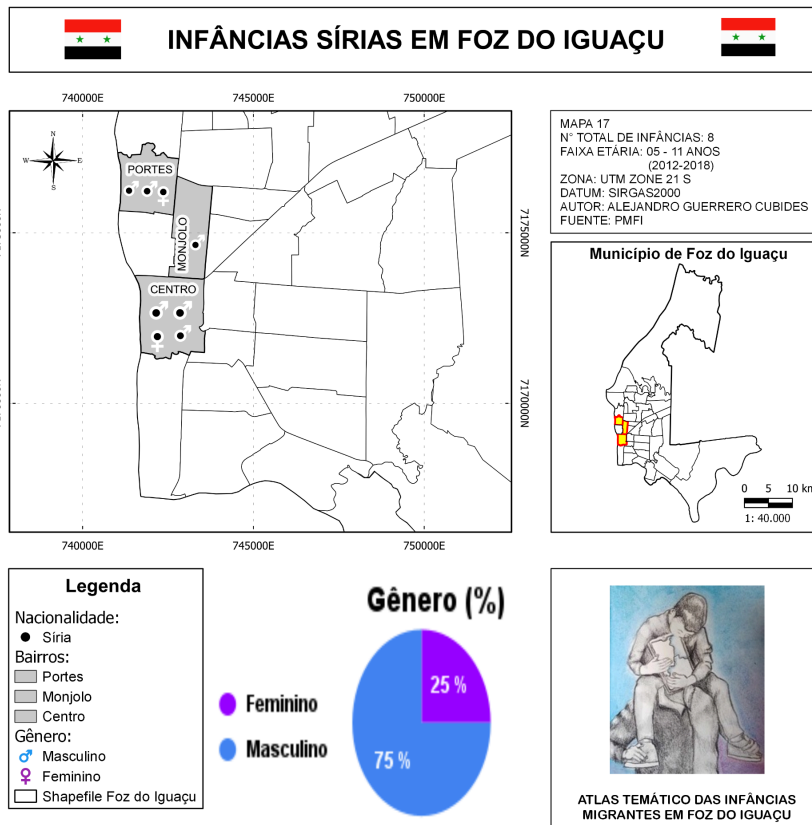 INFÂNCIAS SÍRIAS EM FOZ DO IGUAÇU
740000E 745000E 750000E
N
W E
S
PORTES
MONJOLO
CENTRO
7175000N
7170000N
740000E 745000E 750000E
MAPA 17
N° TOTAL DE INFÂNCIAS: 8
FAIXA ETÁRIA: 05 - 11 ANOS
(2012-2018)
ZONA: UTM ZONE 21 S
DATUM: SIRGAS2000
AUTOR: ALEJANDRO GUERRERO CUBIDES
FUENTE: PMFI
Município de Foz do Iguaçu
0 5 10 km
1: 40.000
Legenda
Nacionalidade:
Síria
Bairros:
Portes
Monjolo
Centro
Gênero:
Masculino
Feminino
Shapefile Foz do Iguaçu
Gênero (%)
Feminino
Masculino
25 %
75 %
ATLAS TEMÁTICO DAS INFÂNCIAS
MIGRANTES EM FOZ DO IGUAÇU